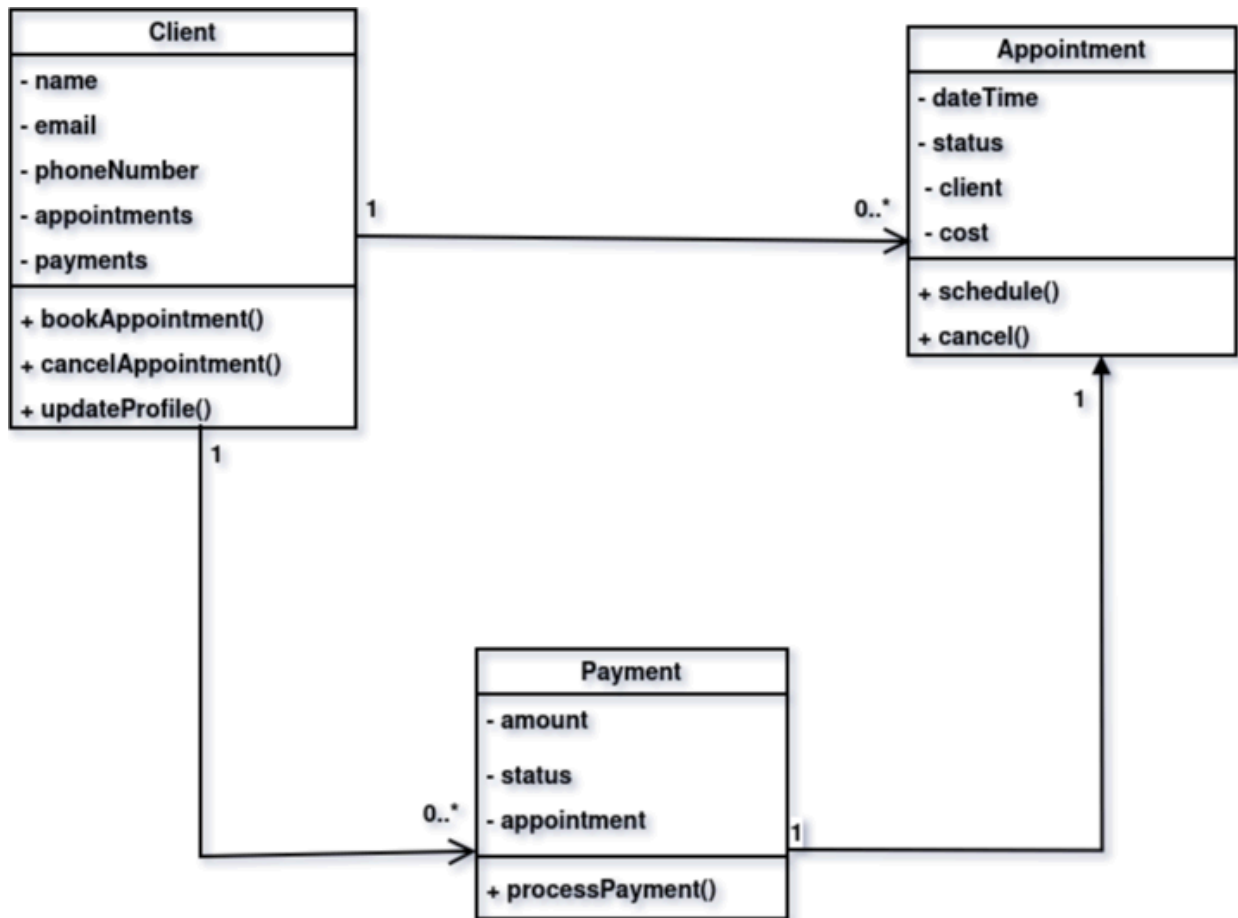 Client
- name
- email
- phoneNumber
- appointments
- payments
+ bookAppointment()
+ cancelAppointment()
+ updateProfile()
1
0..*
Appointment
- dateTime
- status
- client
- cost
+ schedule()
+ cancel()
1
1
0..*
Payment
- amount
- status
- appointment
+ processPayment()
1